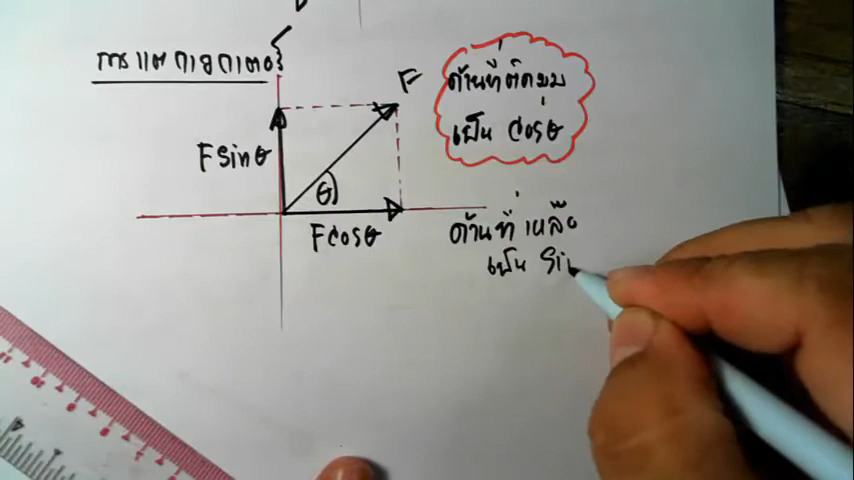 การแตกเวกเตอร์
F
ด้านที่ติดมุม
เป็น cosθ
Fsinθ
θ
Fcosθ
ด้านที่เหลือ
เป็น Sin